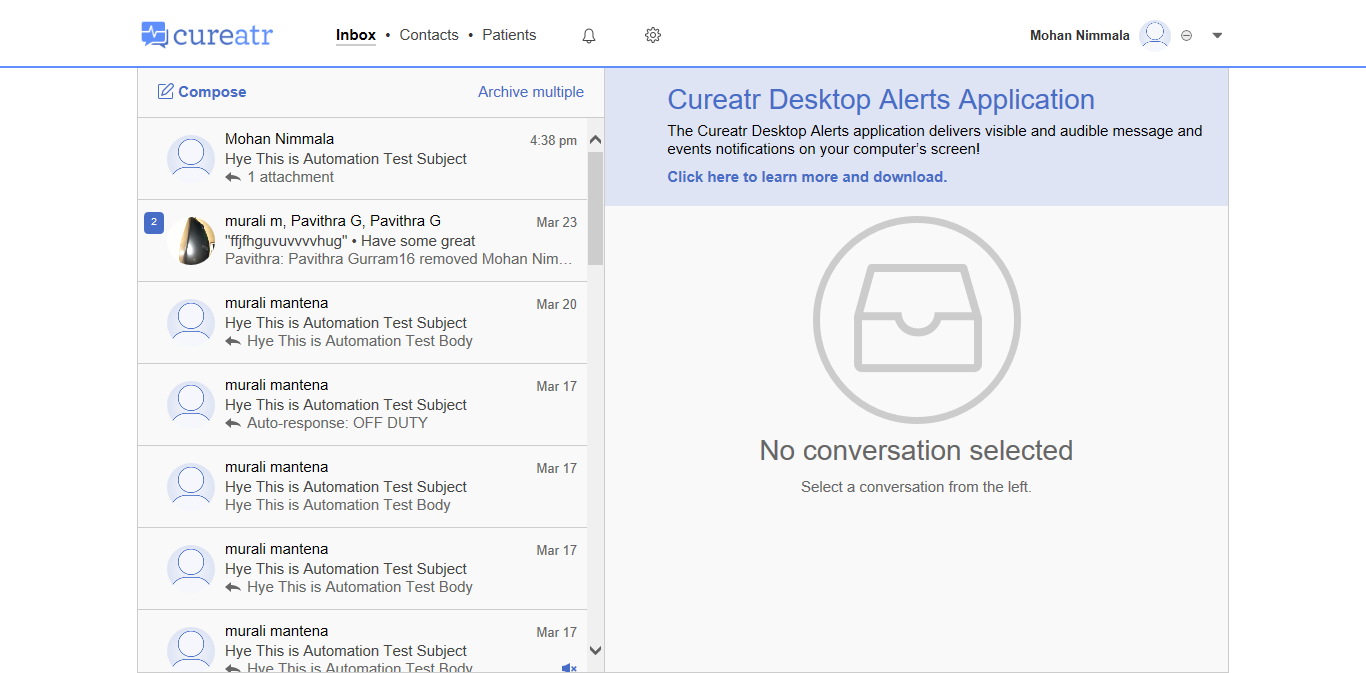 cureatr
Inbox • Contacts • Patients
Mohan Nimmala
Compose
Archive multiple
Mohan Nimmala 4:38 pm
Hye This is Automation Test Subject
1 attachment
2
murali m, Pavithra G, Pavithra G Mar 23
"ffjfhguvuvvvvhug" • Have some great
Pavithra: Pavithra Gurram16 removed Mohan Nim...
murali mantena Mar 20
Hye This is Automation Test Subject
Hye This is Automation Test Body
murali mantena Mar 17
Hye This is Automation Test Subject
Auto-response: OFF DUTY
murali mantena Mar 17
Hye This is Automation Test Subject
Hye This is Automation Test Body
murali mantena Mar 17
Hye This is Automation Test Subject
Hye This is Automation Test Body
murali mantena Mar 17
Hye This is Automation Test Subject
Hye This is Automation Test Body
Cureatr Desktop Alerts Application
The Cureatr Desktop Alerts application delivers visible and audible message and
events notifications on your computer's screen!
Click here to learn more and download.
No conversation selected
Select a conversation from the left.